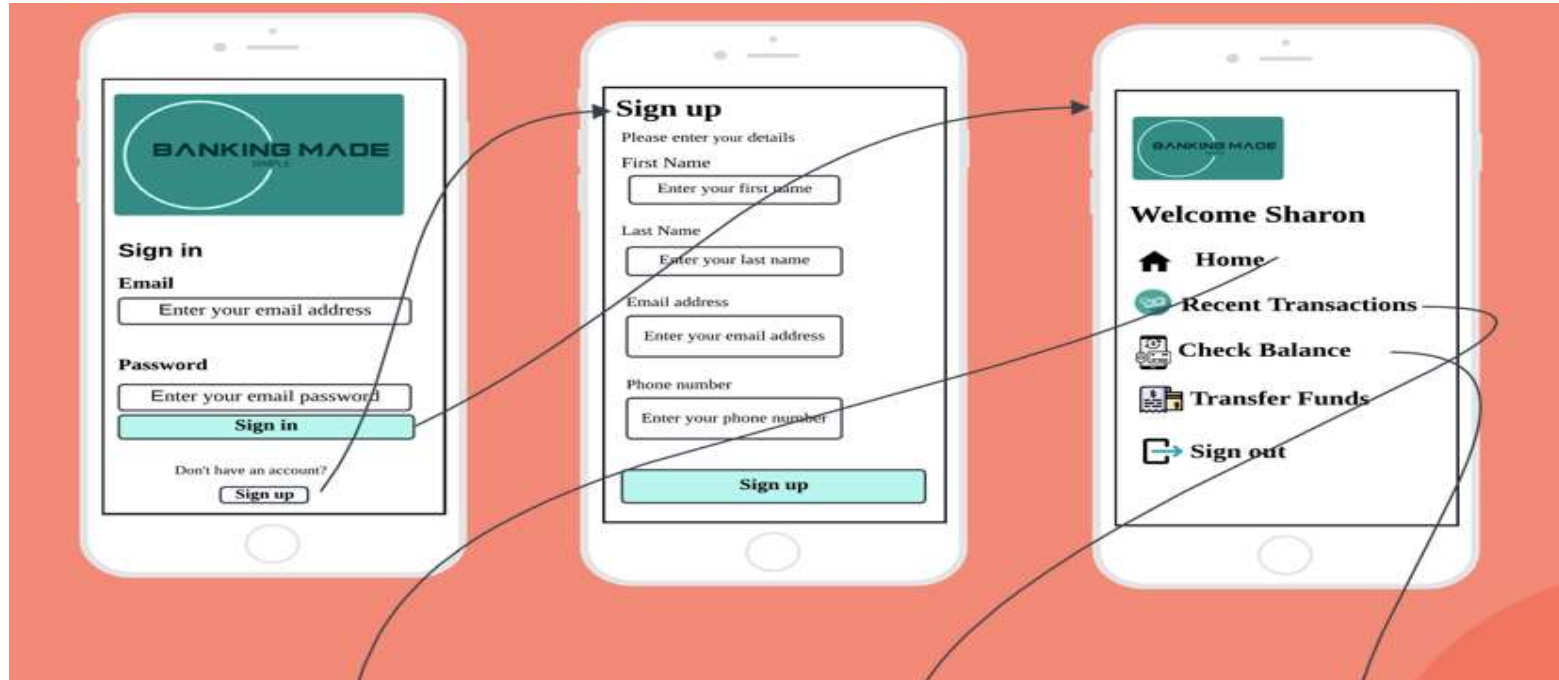 BANKING MADE
SIMPLE
Sign in
Email
Enter your email address
Password
Enter your email password
Sign in
Don't have an account?
Sign up
Sign up
Please enter your details
First Name
Enter your first name
Last Name
Enter your last name
Email address
Enter your email address
Phone number
Enter your phone number
Sign up
BANKING MADE
Welcome Sharon
Home
Recent Transactions
Check Balance
Transfer Funds
Sign out